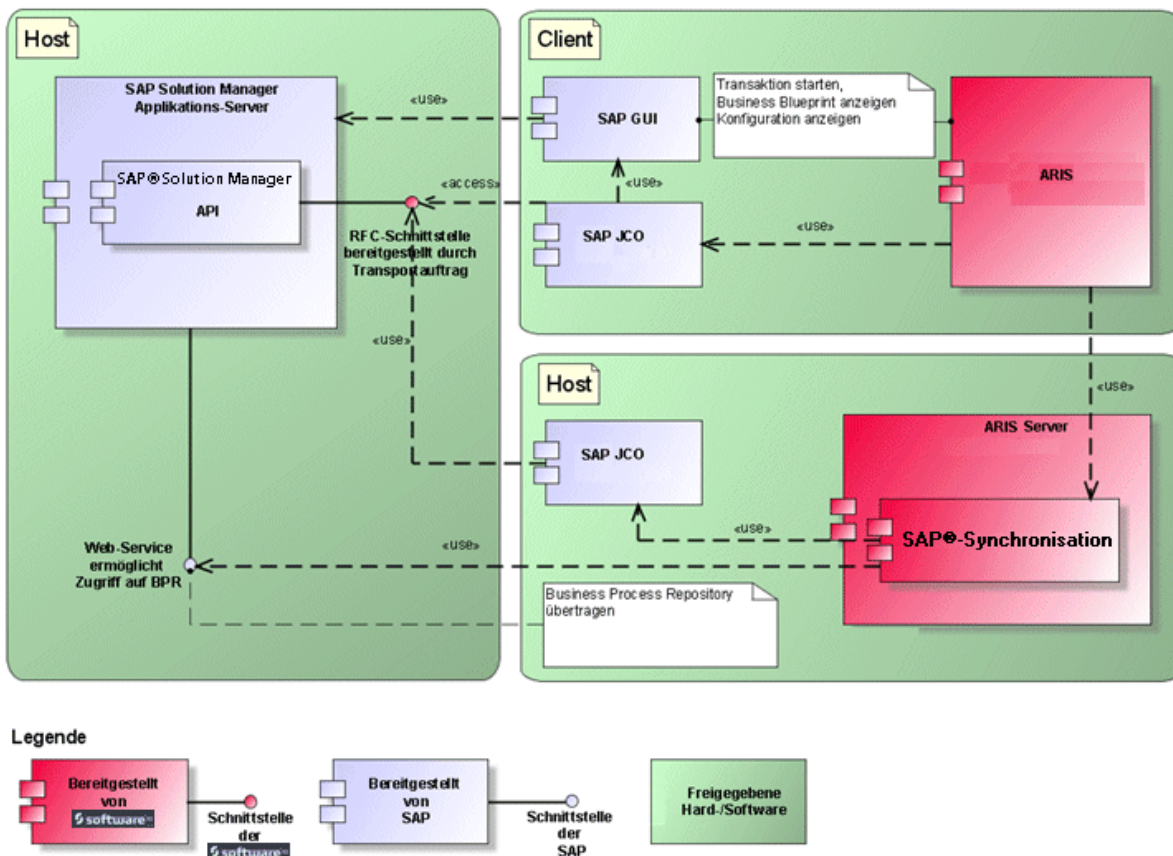 Host
SAP Solution Manager
Applikations-Server
SAP®Solution Manager
API
RFC-Schnittstelle
bereitgestellt durch
Transportauftrag
«use»
«access»
«use»
Web-Service
ermöglicht
Zugriff auf BPR
Client
SAP GUI
Transaktion starten,
Business Blueprint anzeigen
Konfiguration anzeigen
ARIS
«use»
SAP JCO
«use»
«use»
Host
SAP JCO
ARIS Server
«use»
SAP®-Synchronisation
«use»
Business Process Repository
übertragen
Legende
Bereitgestellt
von
software
Schnittstelle
der
software
Bereitgestellt
von
SAP
Schnittstelle
der
SAP
Freigegebene
Hard-/Software